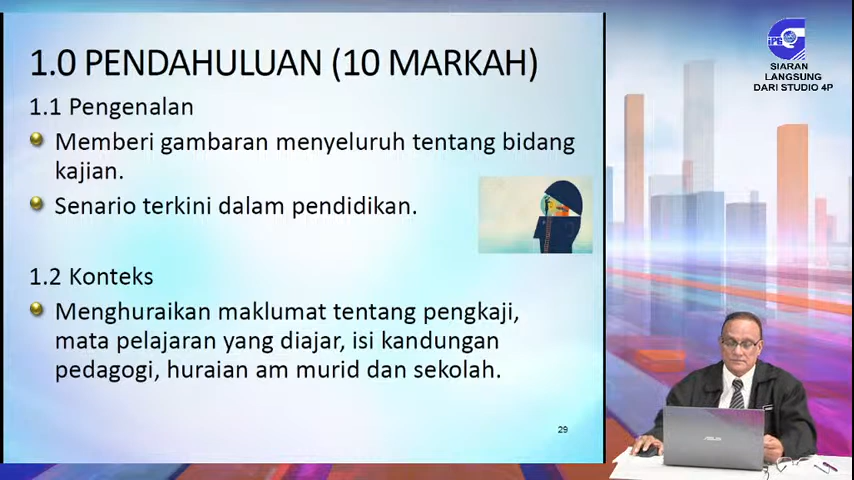 1.0 PENDAHULUAN (10 MARKAH)
1.1 Pengenalan
Memberi gambaran menyeluruh tentang bidang
kajian.
Senario terkini dalam pendidikan.
1.2 Konteks
Menghuraikan maklumat tentang pengkaji,
mata pelajaran yang diajar, isi kandungan
pedagogi, huraian am murid dan sekolah.
29
SIARAN
LANGSUNG
DARI STUDIO 4P
ASUS